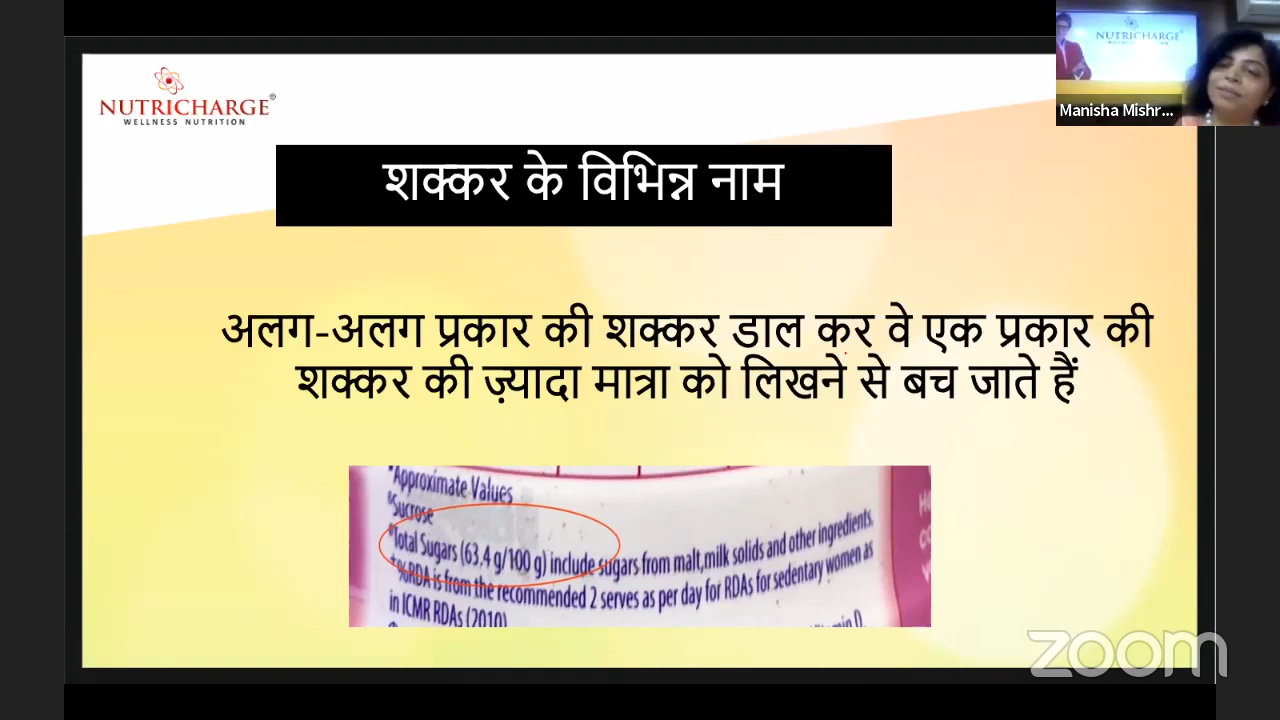 NUTRICHARGE®
WELLNESS NUTRITION
NUTRICHARGE
Manisha Mishr...
शक्कर के विभिन्न नाम
अलग-अलग प्रकार की शक्कर डाल कर वे एक प्रकार की
शक्कर की ज़्यादा मात्रा को लिखने से बच जाते हैं
Approximate Values
Sucrose
Total Sugars (63.4 g/100 g) include sugars from malt,milk solids and other ingredients.
%RDA is from the recommended 2 serves as per day for RDAs for sedentary women as
in ICMR RDAs (2010)
zoom